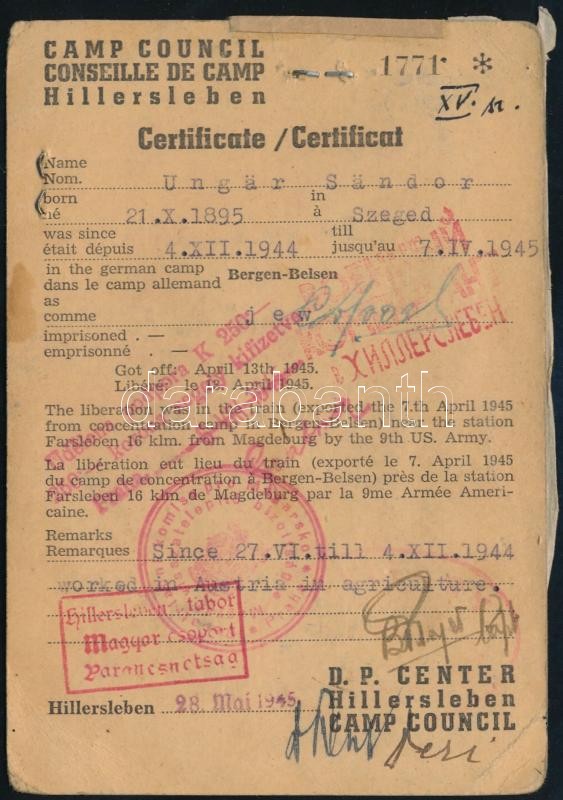 CAMP COUNCIL
CONSEILLE DE CAMP
Hillersleben
1771 *
XV.
Certificate / Certificat
Name
Nom. Ungár Sándor
born in
né 21.X.1895 à Szeged
was since till
était dépuis 4.XII.1944 jusqu'au 7.IV.1945
in the german camp
dans le camp allemand Bergen-Belsen
as
comme jew
imprisoned . —
emprisonné . —
Got off: April 13th 1945.
Libéré: le 13. April 1945.
The liberation was in the train (exported the 7.th April 1945
from concentration camp à Bergen-Belsen) near the station
Farsleben 16 klm. from Magdeburg by the 9th US. Army.
La libération eut lieu du train (exporté le 7. April 1945
du camp de concentration à Bergen-Belsen) près de la station
Farsleben 16 klm de Magdeburg par la 9me Armée Ameri-
caine.
Remarks
Remarques Since 27.VI.till 4.XII.1944
worked in Austria in agriculture.
Hillersleben tábor
Magyar csoport
Parancsnokság
Hillersleben 28. Mai 1945
D. P. CENTER
Hillersleben
CAMP COUNCIL
ХИЛЛЕРСЛЕБЕН
K 250
kifizetve
darabanth